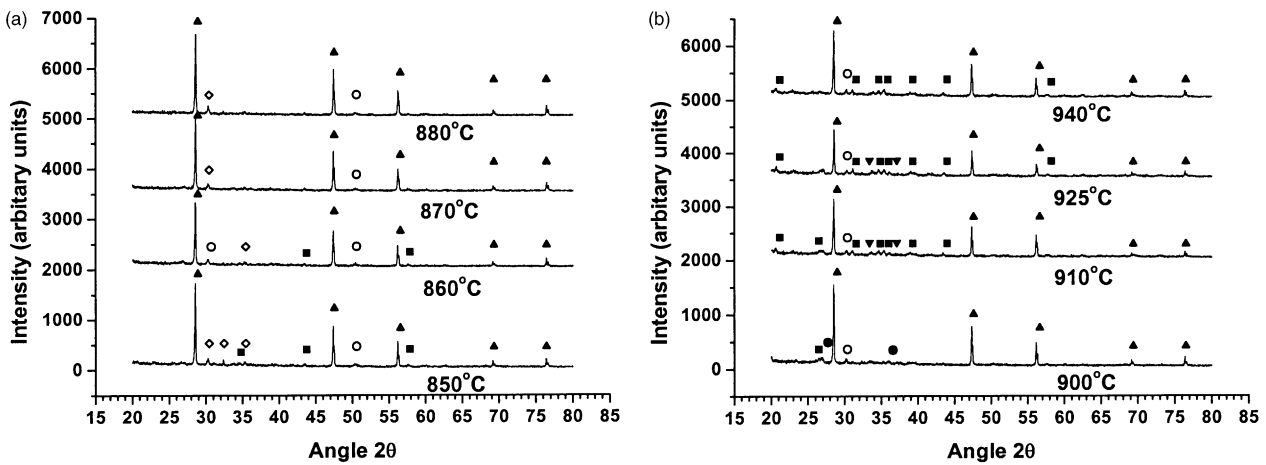 (a)
7000
6000
5000
4000
3000
2000
1000
0
Intensity (arbitary units)
880°C
870°C
860°C
850°C
15 20 25 30 35 40 45 50 55 60 65 70 75 80 85
Angle 2θ
(b)
6000
5000
4000
3000
2000
1000
0
Intensity (arbitary units)
940°C
925°C
910°C
900°C
15 20 25 30 35 40 45 50 55 60 65 70 75 80 85
Angle 2θ